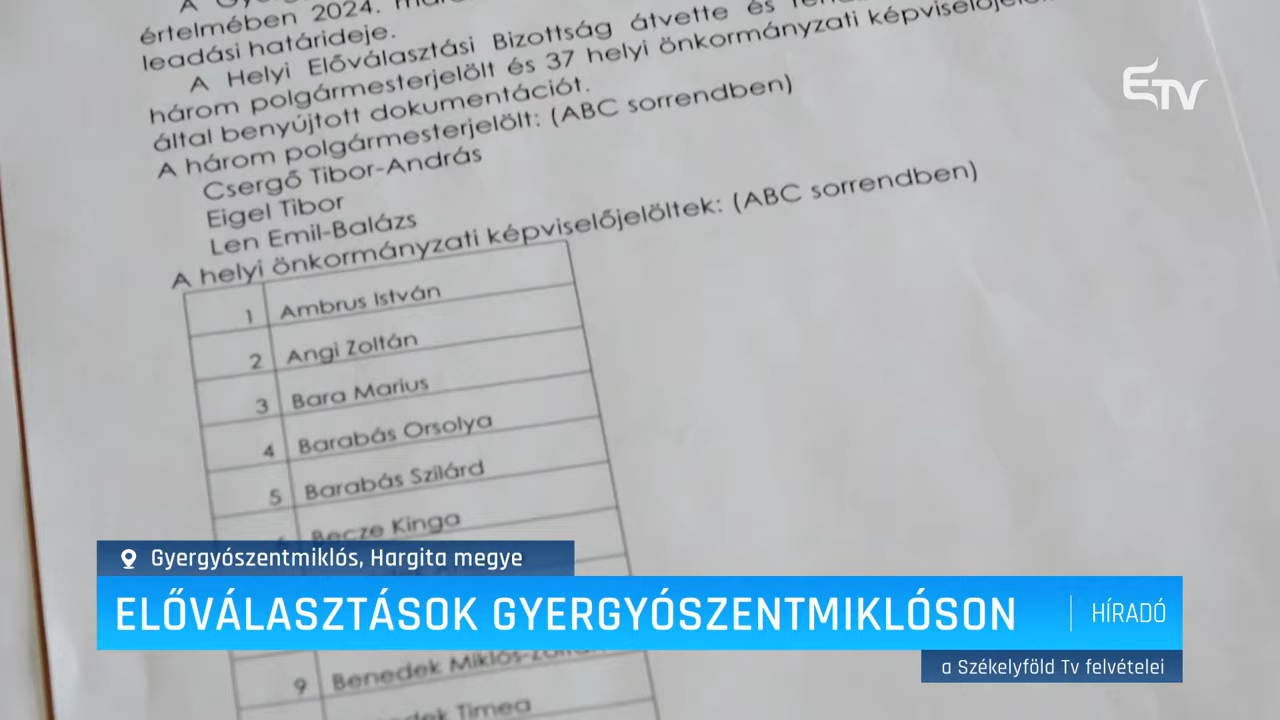 A
értelmében 2024.
leadási határideje.
A Helyi Előválasztási Bizottság átvette és
három polgármesterjelölt és 37 helyi önkormányzati
által benyújtott dokumentációt.
A három polgármesterjelölt: (ABC sorrendben)
Csergő Tibor-András
Eigel Tibor
Len Emil-Balázs
A helyi önkormányzati képviselőjelöltek: (ABC sorrendben)
1 Ambrus István
2 Angi Zoltán
3 Bara Marius
4 Barabás Orsolya
5 Barabás Szilárd
Becze Kinga
9 Benedek
Timea
ETV
Gyergyószentmiklós, Hargita megye
ELŐVÁLASZTÁSOK GYERGYÓSZENTMIKLÓSON
HÍRADÓ
a Székelyföld Tv felvételei